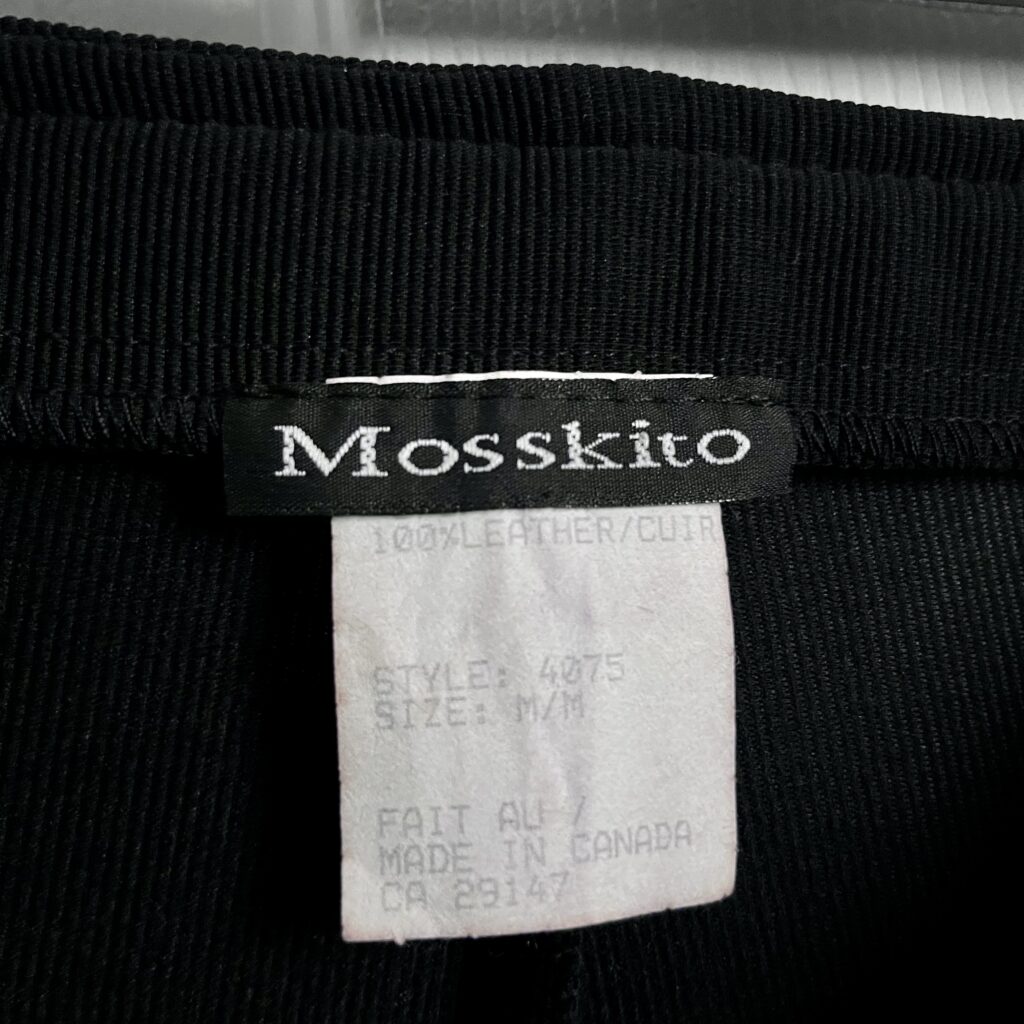 Mosskito
100%LEATHER/CUIR
STYLE: 4075
SIZE: M/M
FAIT AU /
MADE IN CANADA
CA 29147